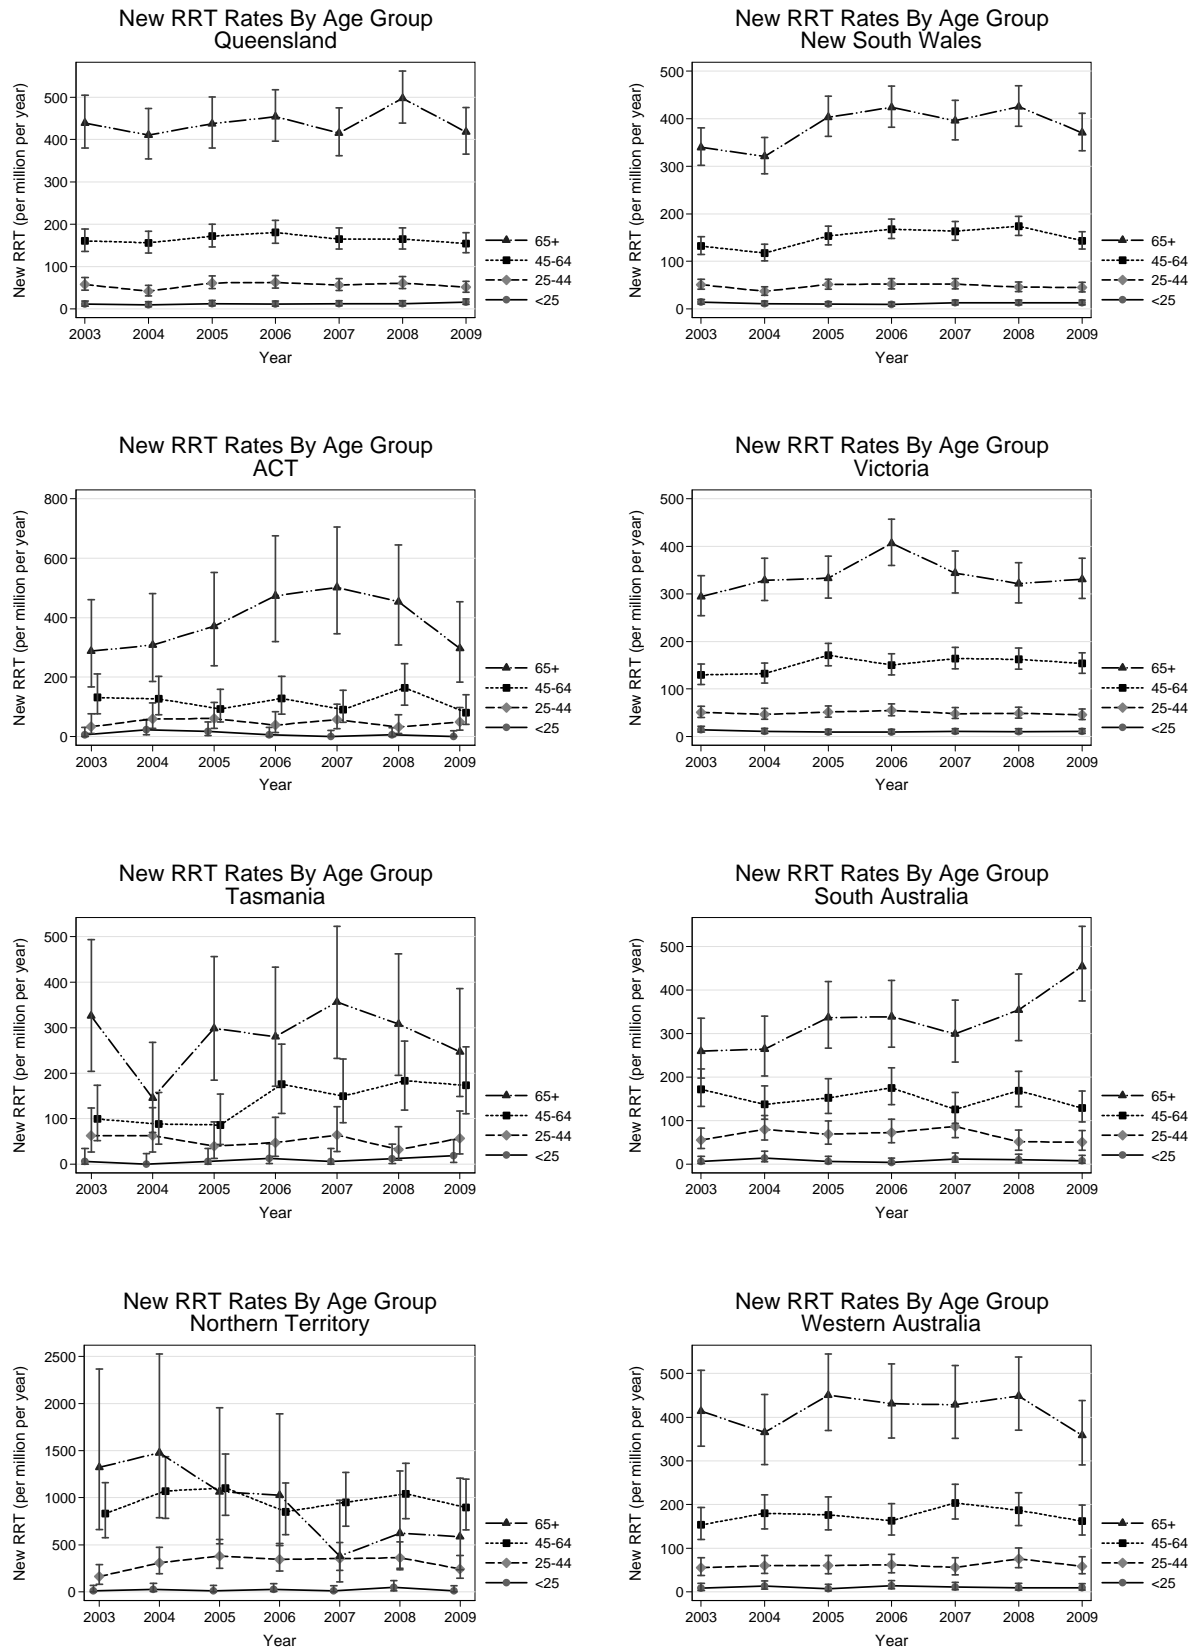 New RRT Rates By Age Group
Queensland
New RRT (per million per year)
500
400
300
200
100
0
2003 2004 2005 2006 2007 2008 2009
Year
65+
45-64
25-44
<25
New RRT Rates By Age Group
New South Wales
New RRT (per million per year)
500
400
300
200
100
0
2003 2004 2005 2006 2007 2008 2009
Year
65+
45-64
25-44
<25
New RRT Rates By Age Group
ACT
New RRT (per million per year)
800
600
400
200
0
2003 2004 2005 2006 2007 2008 2009
Year
65+
45-64
25-44
<25
New RRT Rates By Age Group
Victoria
New RRT (per million per year)
500
400
300
200
100
0
2003 2004 2005 2006 2007 2008 2009
Year
65+
45-64
25-44
<25
New RRT Rates By Age Group
Tasmania
New RRT (per million per year)
500
400
300
200
100
0
2003 2004 2005 2006 2007 2008 2009
Year
65+
45-64
25-44
<25
New RRT Rates By Age Group
South Australia
New RRT (per million per year)
500
400
300
200
100
0
2003 2004 2005 2006 2007 2008 2009
Year
65+
45-64
25-44
<25
New RRT Rates By Age Group
Northern Territory
New RRT (per million per year)
2500
2000
1500
1000
500
0
2003 2004 2005 2006 2007 2008 2009
Year
65+
45-64
25-44
<25
New RRT Rates By Age Group
Western Australia
New RRT (per million per year)
500
400
300
200
100
0
2003 2004 2005 2006 2007 2008 2009
Year
65+
45-64
25-44
<25